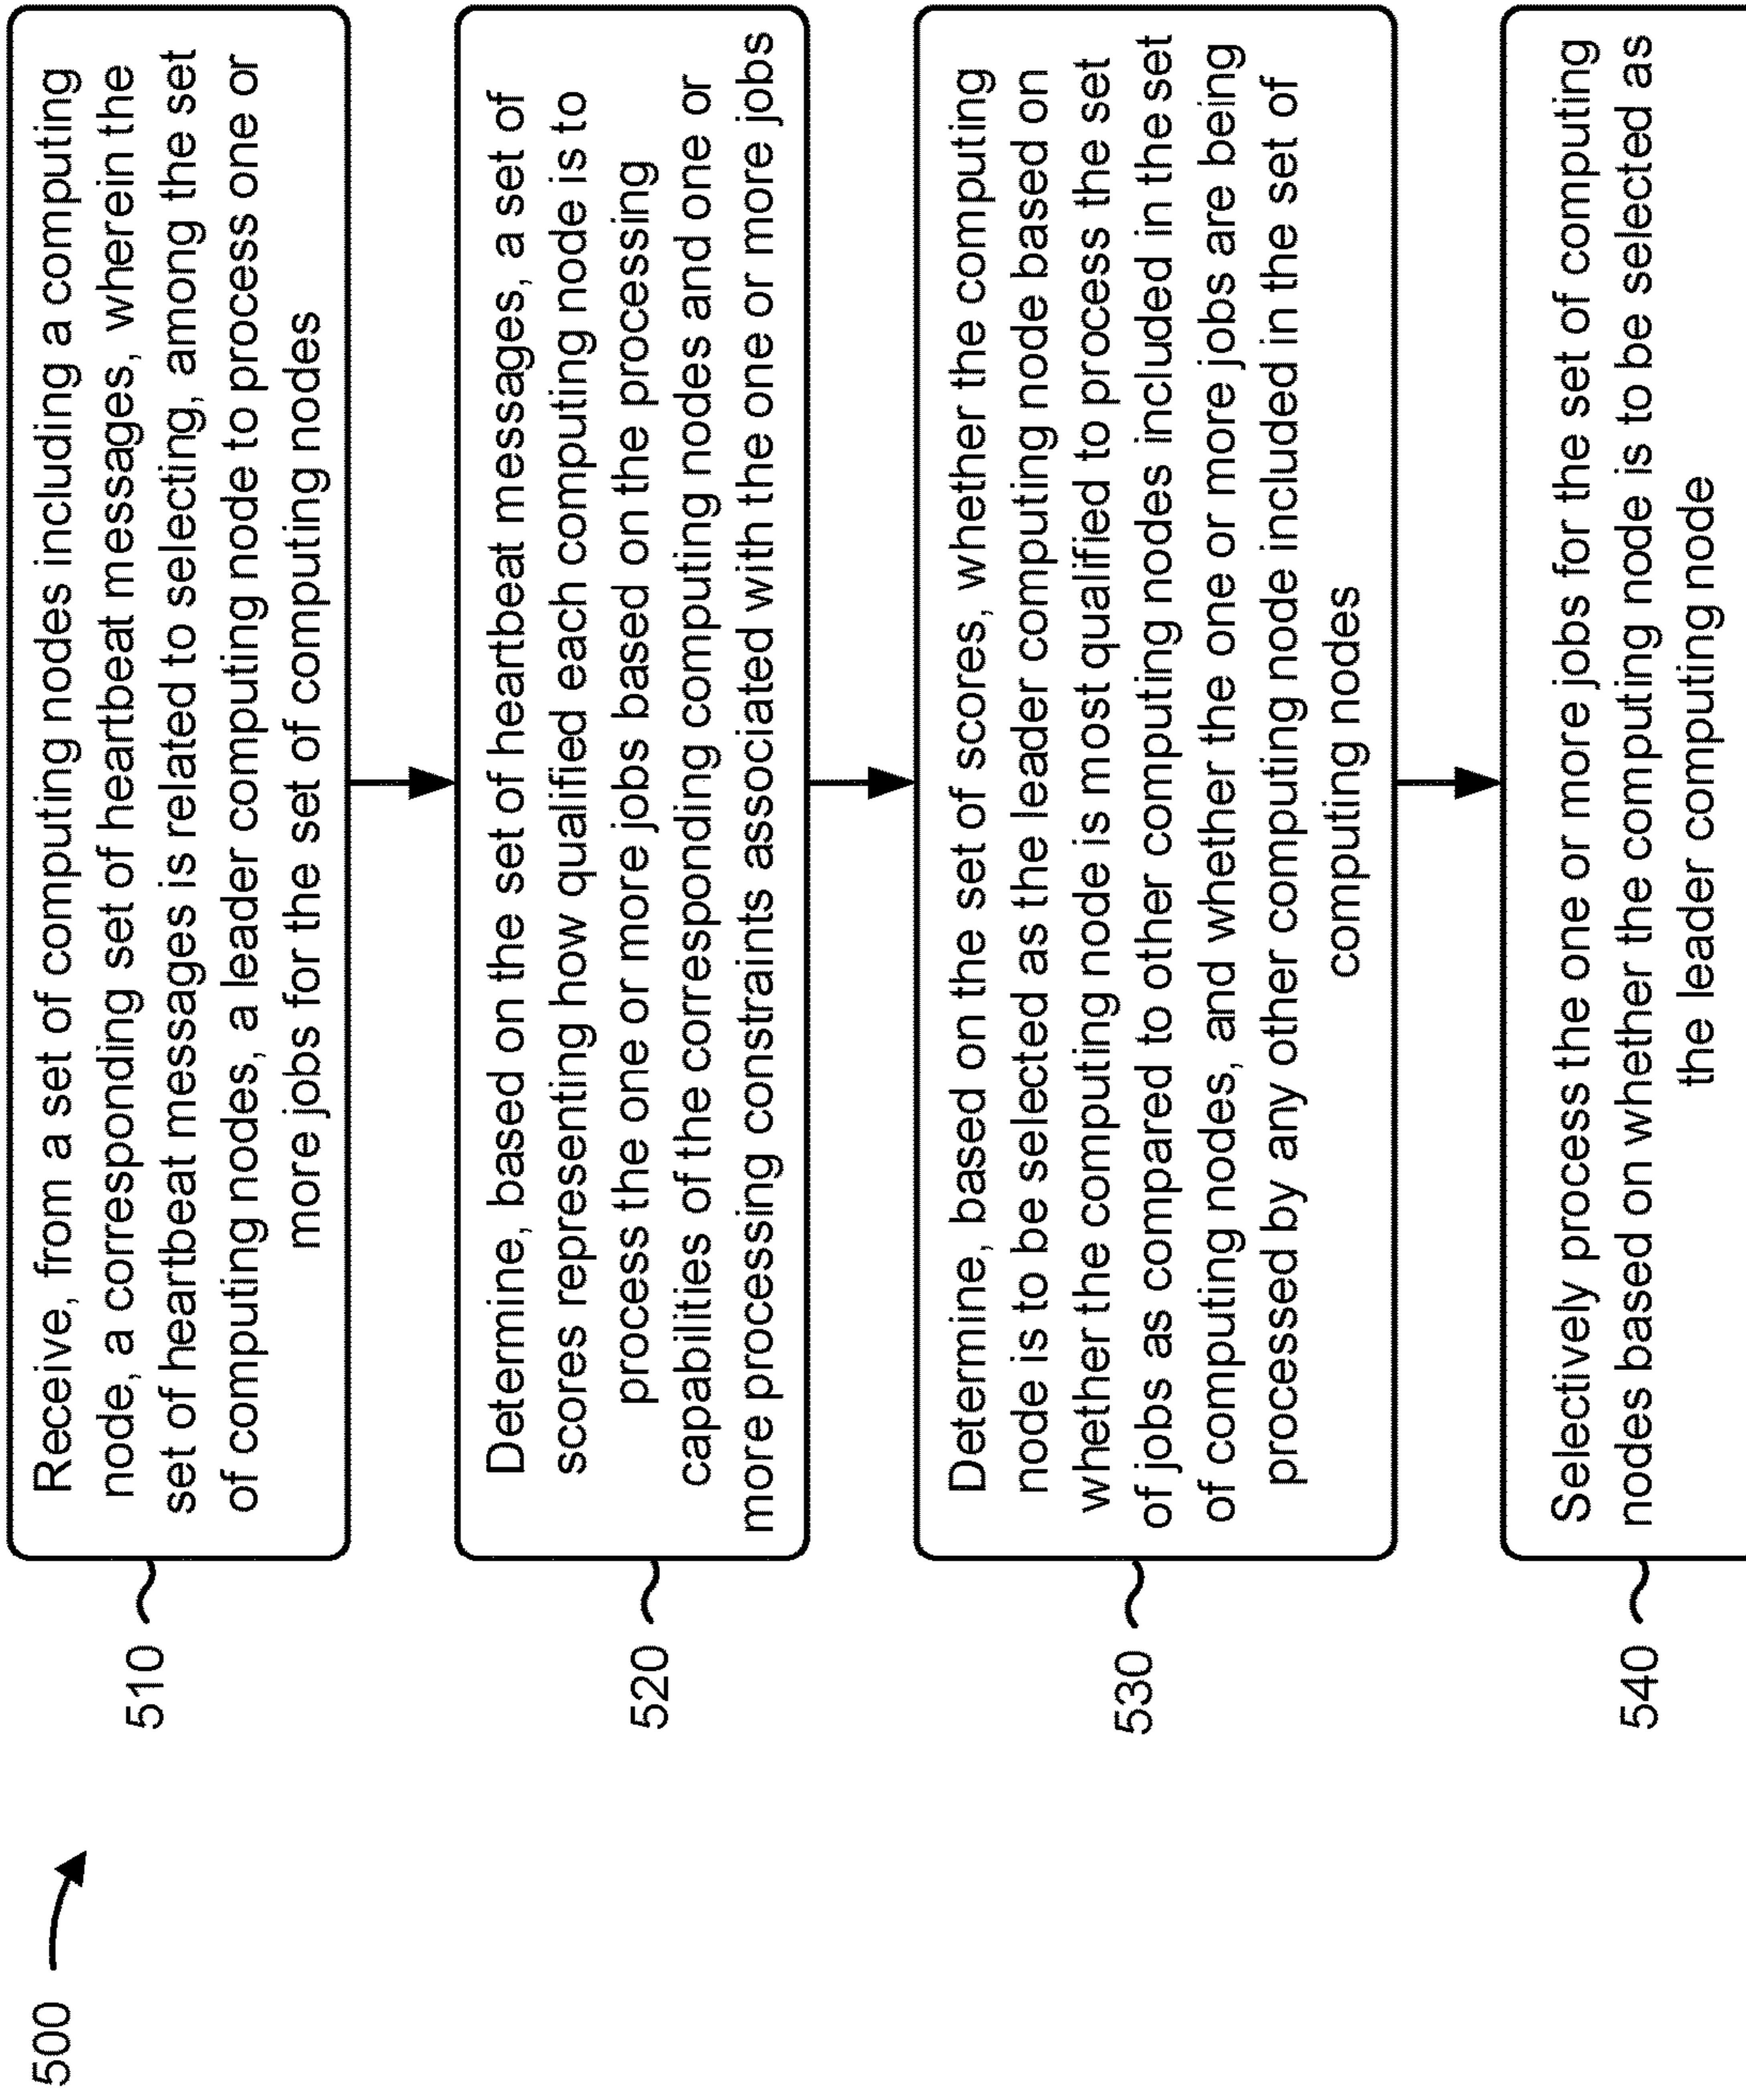 500
510
Receive, from a set of computing nodes including a computing
node, a corresponding set of heartbeat messages, wherein the
set of heartbeat messages is related to selecting, among the set
of computing nodes, a leader computing node to process one or
more jobs for the set of computing nodes
520
Determine, based on the set of heartbeat messages, a set of
scores representing how qualified each computing node is to
process the one or more jobs based on the processing
capabilities of the corresponding computing nodes and one or
more processing constraints associated with the one or more jobs
530
Determine, based on the set of scores, whether the computing
node is to be selected as the leader computing node based on
whether the computing node is most qualified to process the set
of jobs as compared to other computing nodes included in the set
of computing nodes, and whether the one or more jobs are being
processed by any other computing node included in the set of
computing nodes
540
Selectively process the one or more jobs for the set of computing
nodes based on whether the computing node is to be selected as
the leader computing node